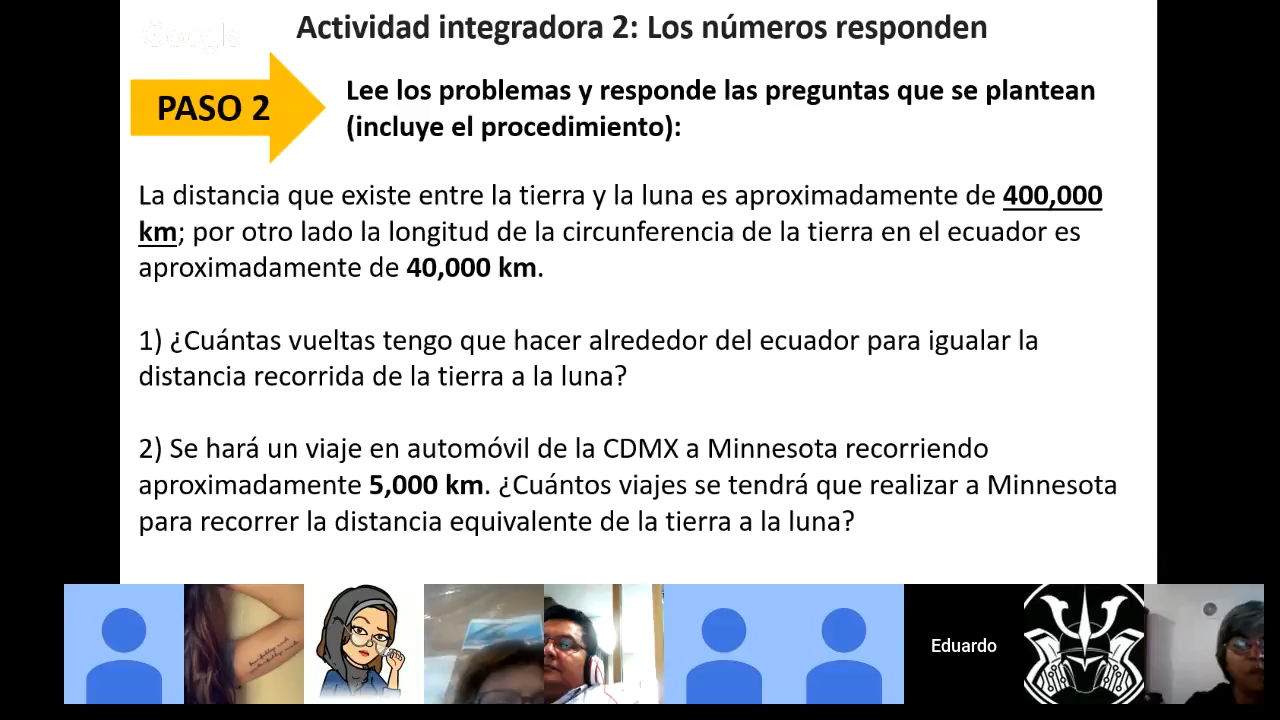 Google
Actividad integradora 2: Los números responden
PASO 2
Lee los problemas y responde las preguntas que se plantean
(incluye el procedimiento):
La distancia que existe entre la tierra y la luna es aproximadamente de 400,000
km; por otro lado la longitud de la circunferencia de la tierra en el ecuador es
aproximadamente de 40,000 km.
1) ¿Cuántas vueltas tengo que hacer alrededor del ecuador para igualar la
distancia recorrida de la tierra a la luna?
2) Se hará un viaje en automóvil de la CDMX a Minnesota recorriendo
aproximadamente 5,000 km. ¿Cuántos viajes se tendrá que realizar a Minnesota
para recorrer la distancia equivalente de la tierra a la luna?
Eduardo